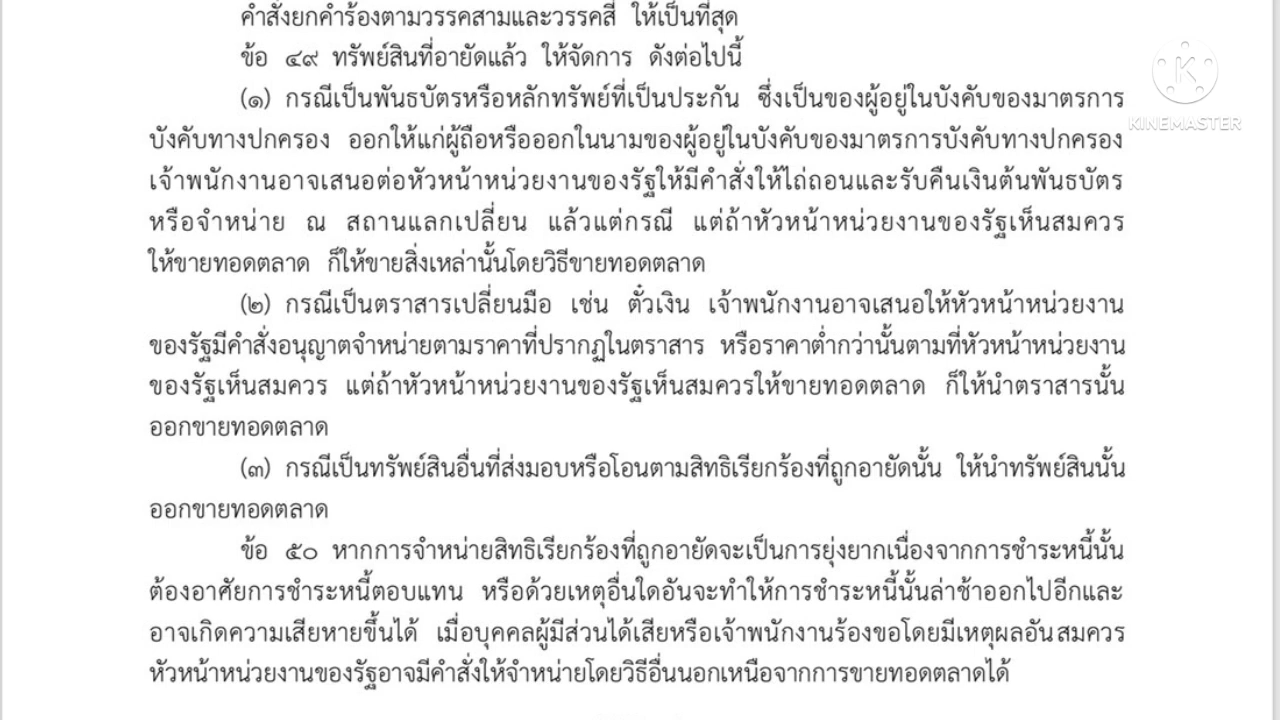 คำสั่งยกคำร้องตามวรรคสามและวรรคสี่ ให้เป็นที่สุด
ข้อ ๔๙ ทรัพย์สินที่อายัดแล้ว ให้จัดการ ดังต่อไปนี้
(๑) กรณีเป็นพันธบัตรหรือหลักทรัพย์ที่เป็นประกัน ซึ่งเป็นของผู้อยู่ในบังคับของมาตรการ
บังคับทางปกครอง ออกให้แก่ผู้ถือหรือออกในนามของผู้อยู่ในบังคับของมาตรการบังคับทางปกครอง
เจ้าพนักงานอาจเสนอต่อหัวหน้าหน่วยงานของรัฐให้มีคำสั่งให้ไถ่ถอนและรับคืนเงินต้นพันธบัตร
หรือจำหน่าย ณ สถานแลกเปลี่ยน แล้วแต่กรณี แต่ถ้าหัวหน้าหน่วยงานของรัฐเห็นสมควร
ให้ขายทอดตลาด ก็ให้ขายสิ่งเหล่านั้นโดยวิธีขายทอดตลาด
(๒) กรณีเป็นตราสารเปลี่ยนมือ เช่น ตั๋วเงิน เจ้าพนักงานอาจเสนอให้หัวหน้าหน่วยงาน
ของรัฐมีคำสั่งอนุญาตจำหน่ายตามราคาที่ปรากฏในตราสาร หรือราคาต่ำกว่านั้นตามที่หัวหน้าหน่วยงาน
ของรัฐเห็นสมควร แต่ถ้าหัวหน้าหน่วยงานของรัฐเห็นสมควรให้ขายทอดตลาด ก็ให้นำตราสารนั้น
ออกขายทอดตลาด
(๓) กรณีเป็นทรัพย์สินอื่นที่ส่งมอบหรือโอนตามสิทธิเรียกร้องที่ถูกอายัดนั้น ให้นำทรัพย์สินนั้น
ออกขายทอดตลาด
ข้อ ๕๐ หากการจำหน่ายสิทธิเรียกร้องที่ถูกอายัดจะเป็นการยุ่งยากเนื่องจากการชำระหนี้นั้น
ต้องอาศัยการชำระหนี้ตอบแทน หรือด้วยเหตุอื่นใดอันจะทำให้การชำระหนี้นั้นล่าช้าออกไปอีกและ
อาจเกิดความเสียหายขึ้นได้ เมื่อบุคคลผู้มีส่วนได้เสียหรือเจ้าพนักงานร้องขอโดยมีเหตุผลอันสมควร
หัวหน้าหน่วยงานของรัฐอาจมีคำสั่งให้จำหน่ายโดยวิธีอื่นนอกเหนือจากการขายทอดตลาดได้
K
KINEMASTER